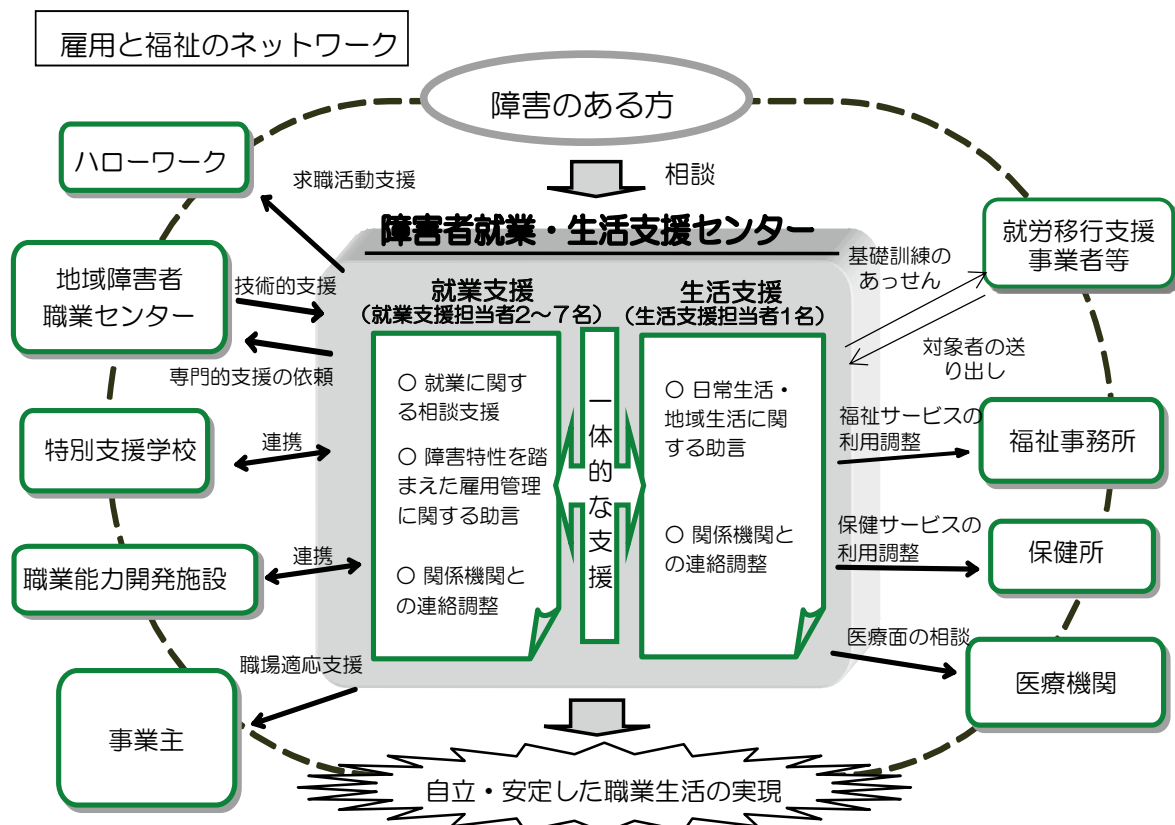 雇用と福祉のネットワーク
障害のある方
相談
ハローワーク
求職活動支援
地域障害者
職業センター
技術的支援
専門的支援の依頼
特別支援学校
連携
職業能力開発施設
連携
職場適応支援
事業主
障害者就業・生活支援センター
就業支援
（就業支援担当者2～7名）
○ 就業に関す
る相談支援
○ 障害特性を踏
まえた雇用管理
に関する助言
○ 関係機関と
の連絡調整
一体的な支援
生活支援
（生活支援担当者1名）
○ 日常生活・
地域生活に関
する助言
○ 関係機関と
の連絡調整
基礎訓練の
あっせん
就労移行支援
事業者等
対象者の送
り出し
福祉サービスの
利用調整
福祉事務所
保健サービスの
利用調整
保健所
医療面の相談
医療機関
自立・安定した職業生活の実現